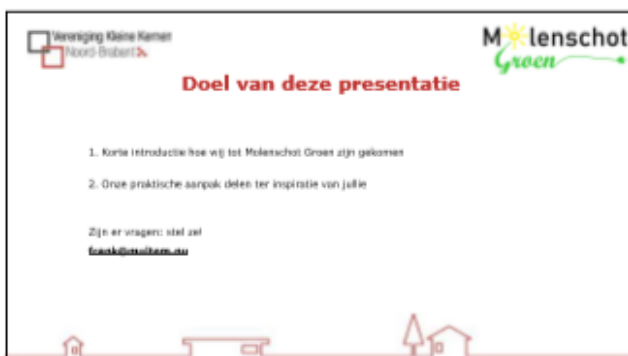 Vereniging Kleine Kernen
Noord-Brabant
Molenschot
Groen
Doel van deze presentatie
1. Korte introductie hoe wij tot Molenschot Groen zijn gekomen
2. Onze praktische aanpak delen ter inspiratie van jullie
Zijn er vragen: stel ze!